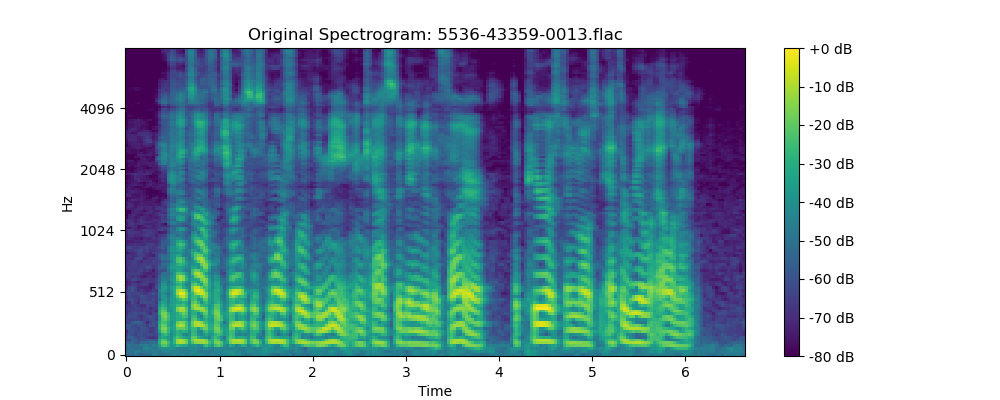 Original Spectrogram: 5536-43359-0013.flac
Hz
4096
2048
1024
512
0
0 1 2 3 4 5 6
Time
+0 dB
-10 dB
-20 dB
-30 dB
-40 dB
-50 dB
-60 dB
-70 dB
-80 dB